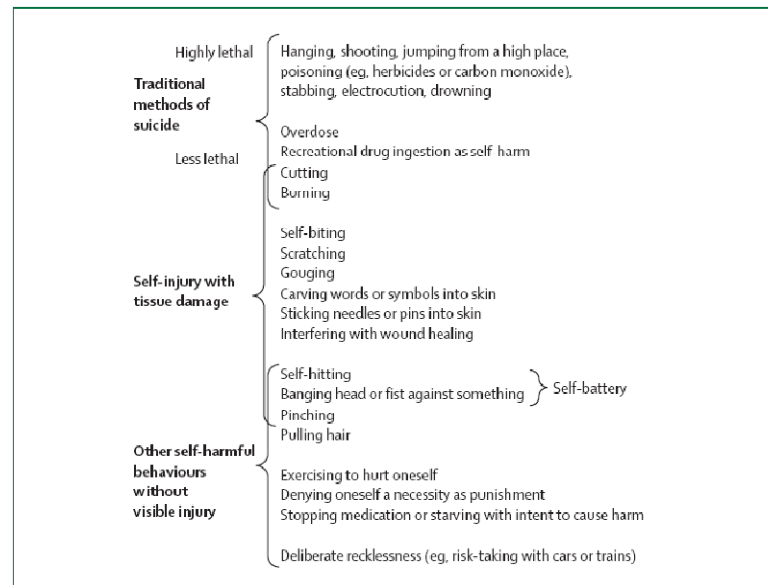 Highly lethal
Hanging, shooting, jumping from a high place,
poisoning (eg, herbicides or carbon monoxide),
stabbing, electrocution, drowning
Traditional
methods of
suicide
Overdose
Recreational drug ingestion as self harm
Less lethal
Cutting
Burning
Self-biting
Scratching
Gouging
Carving words or symbols into skin
Sticking needles or pins into skin
Interfering with wound healing
Self-injury with
tissue damage
Self-hitting
Banging head or fist against something
Self-battery
Pinching
Pulling hair
Other self-harmful
behaviours
without
visible injury
Exercising to hurt oneself
Denying oneself a necessity as punishment
Stopping medication or starving with intent to cause harm
Deliberate recklessness (eg, risk-taking with cars or trains)